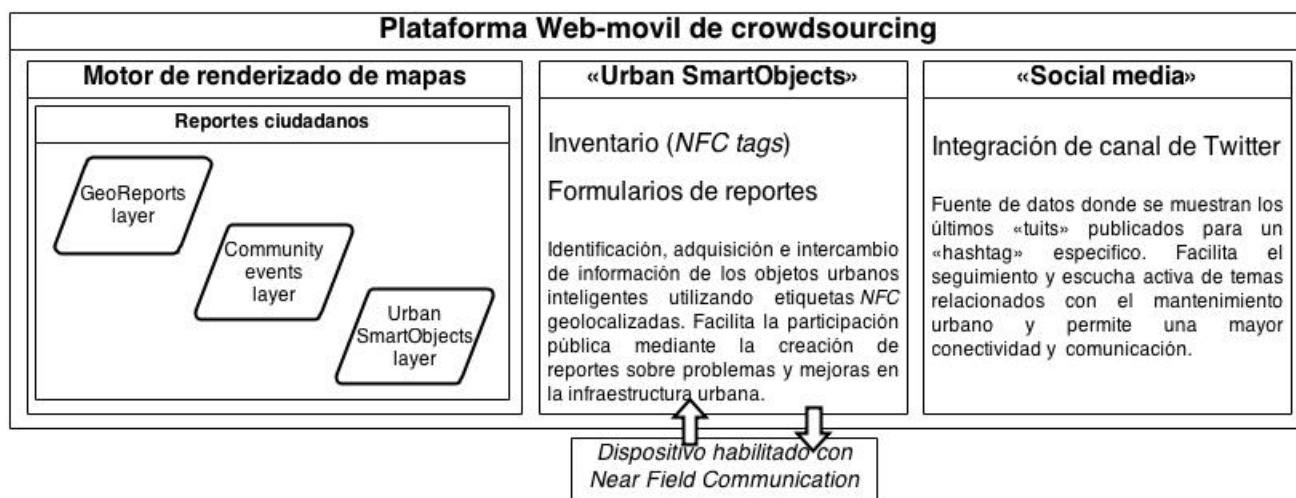 Plataforma Web-movil de crowdsourcing
Motor de renderizado de mapas
Reportes ciudadanos
GeoReports
layer
Community
events
layer
Urban
SmartObjects
layer
«Urban SmartObjects»
Inventario (NFC tags)
Formularios de reportes
Identificación, adquisición e intercambio
de información de los objetos urbanos
inteligentes utilizando etiquetas NFC
geolocalizadas. Facilita la participación
pública mediante la creación de
reportes sobre problemas y mejoras en
la infraestructura urbana.
«Social media»
Integración de canal de Twitter
Fuente de datos donde se muestran los
últimos «tuits» publicados para un
«hashtag» especifico. Facilita el
seguimiento y escucha activa de temas
relacionados con el mantenimiento
urbano y permite una mayor
conectividad y comunicación.
Dispositivo habilitado con
Near Field Communication